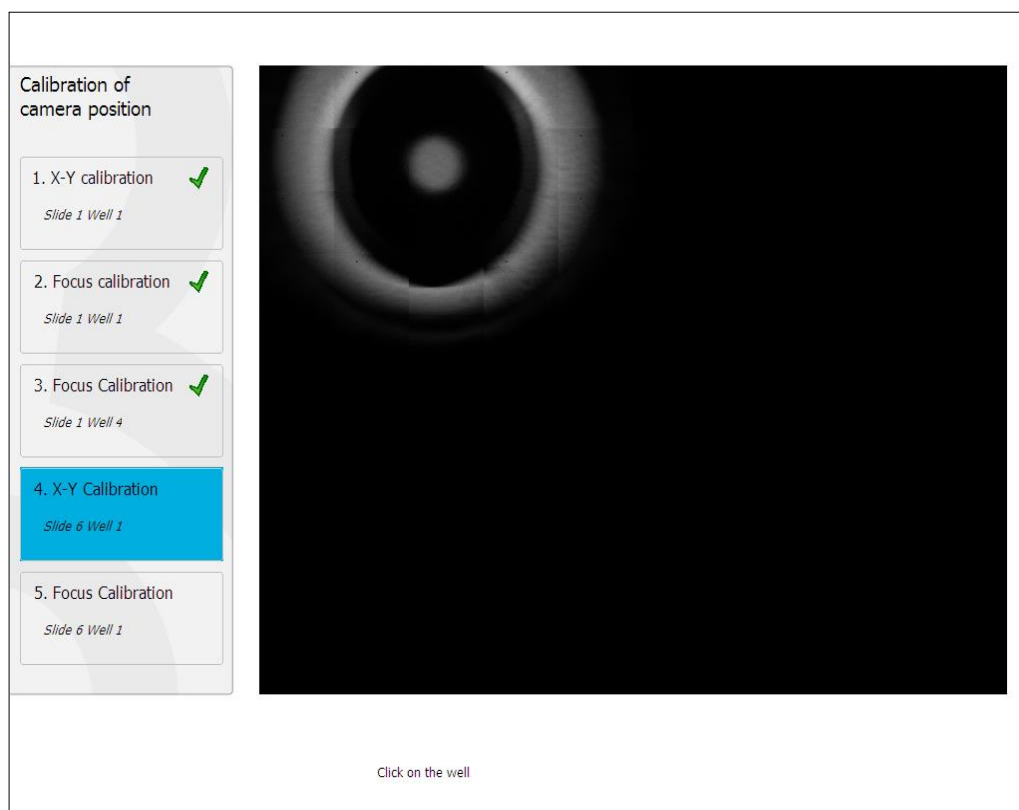 Calibration of
camera position
1. X-Y calibration
Slide 1 Well 1
2. Focus calibration
Slide 1 Well 1
3. Focus Calibration
Slide 1 Well 4
4. X-Y Calibration
Slide 6 Well 1
5. Focus Calibration
Slide 6 Well 1
Click on the well